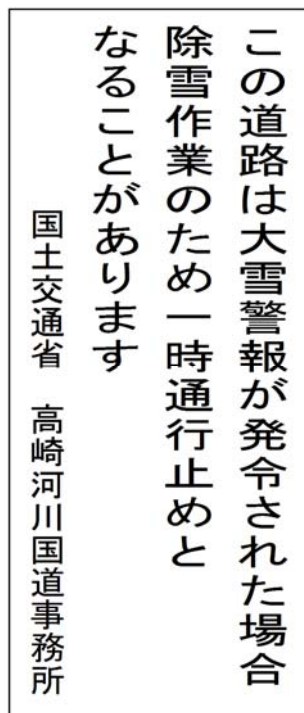 この道路は大雪警報が発令された場合
除雪作業のため一時通行止めと
なることがあります
国土交通省　高崎河川国道事務所